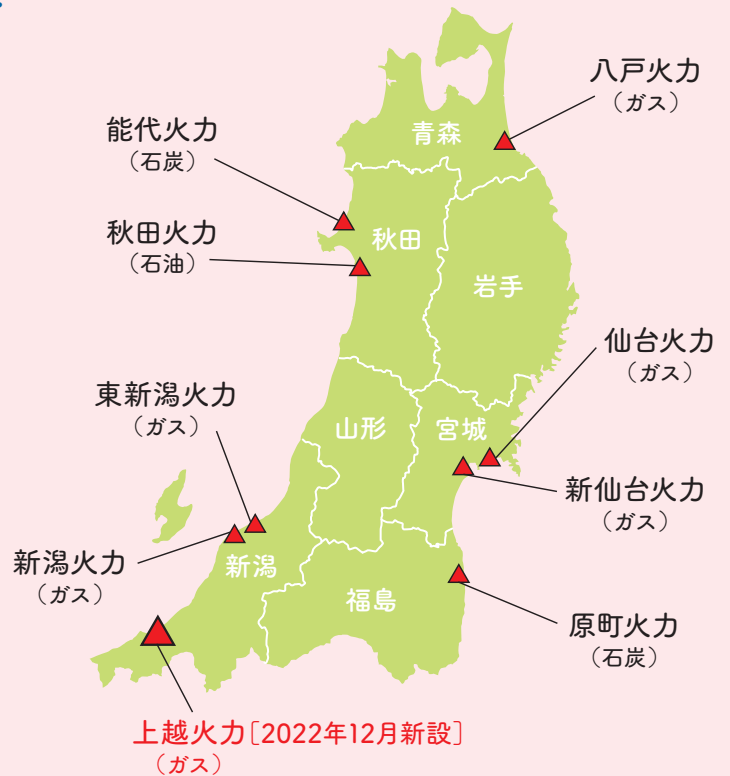 八戸火力
（ガス）
青森
能代火力
（石炭）
秋田火力
（石油）
秋田
岩手
仙台火力
（ガス）
東新潟火力
（ガス）
山形
宮城
新仙台火力
（ガス）
新潟火力
（ガス）
新潟
福島
原町火力
（石炭）
上越火力［2022年12月新設］
（ガス）